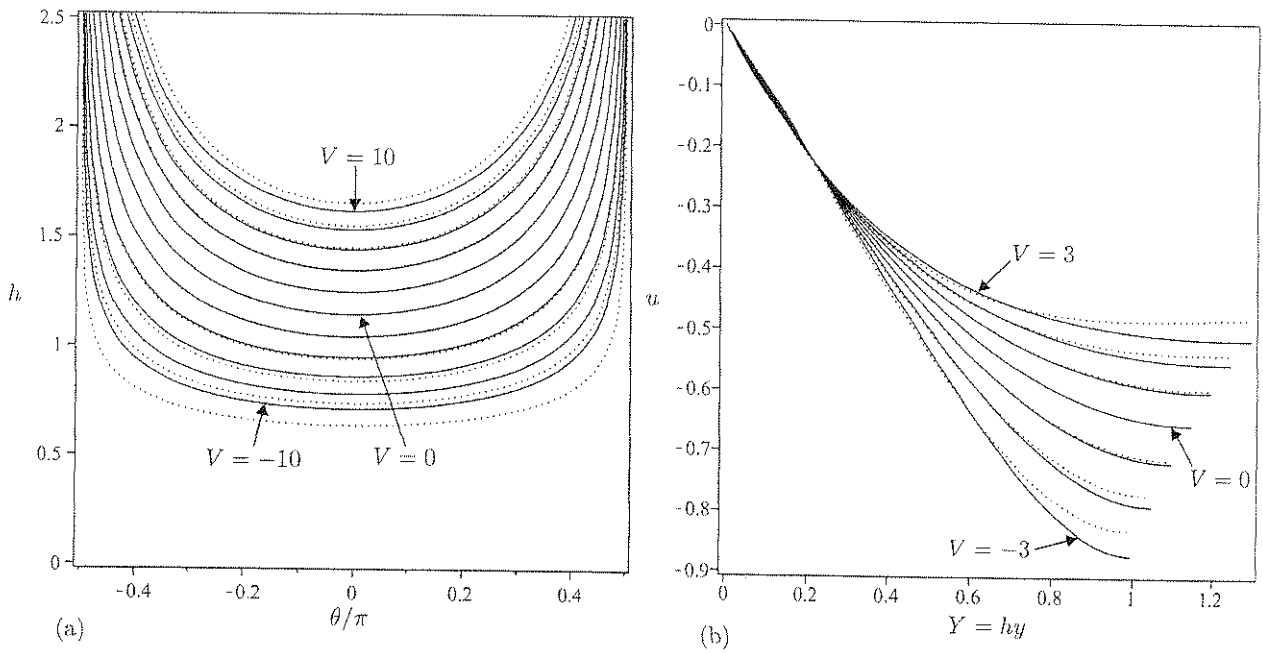 2.5
2
1.5
h
1
0.5
0
V = 10
V = −10
V = 0
-0.4
-0.2
0
0.2
0.4
θ/π
(a)
0
-0.1
-0.2
-0.3
-0.4
u
-0.5
-0.6
-0.7
-0.8
-0.9
V = 3
V = 0
V = −3
0
0.2
0.4
0.6
0.8
1
1.2
Y = hy
(b)